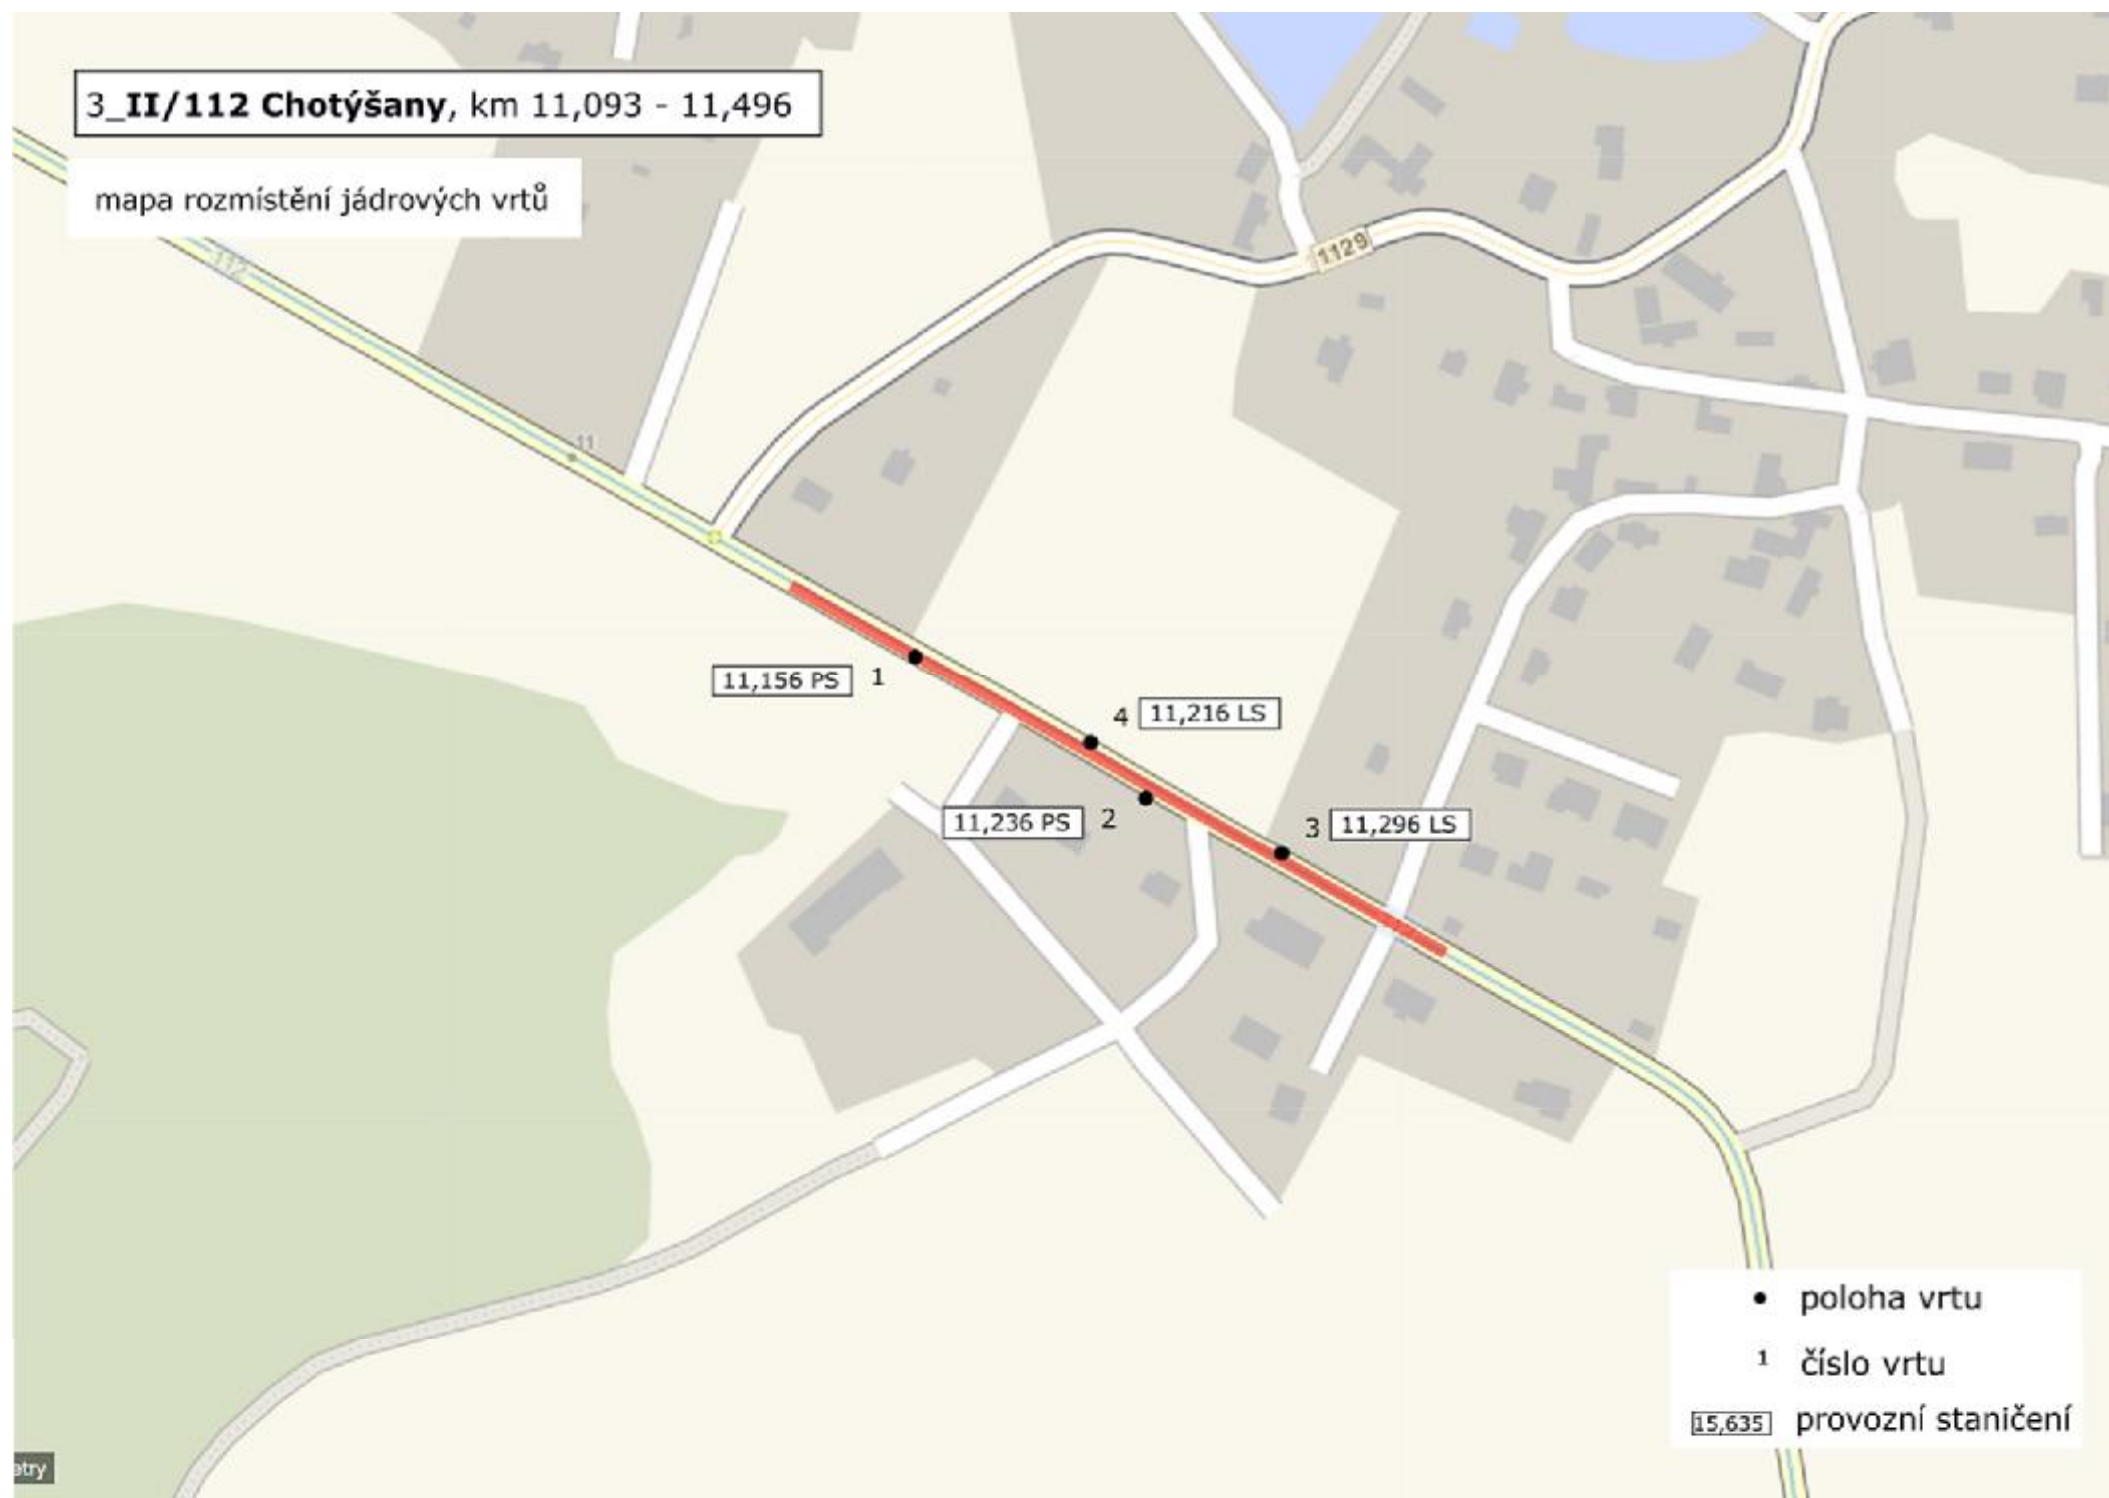 3_II/112 Chotýšany, km 11,093 - 11,496
mapa rozmístění jádrových vrtů
112
1129
11
11,156 PS 1
4 11,216 LS
11,236 PS 2
3 11,296 LS
• poloha vrtu
1 číslo vrtu
15,635 provozní staničení
etry